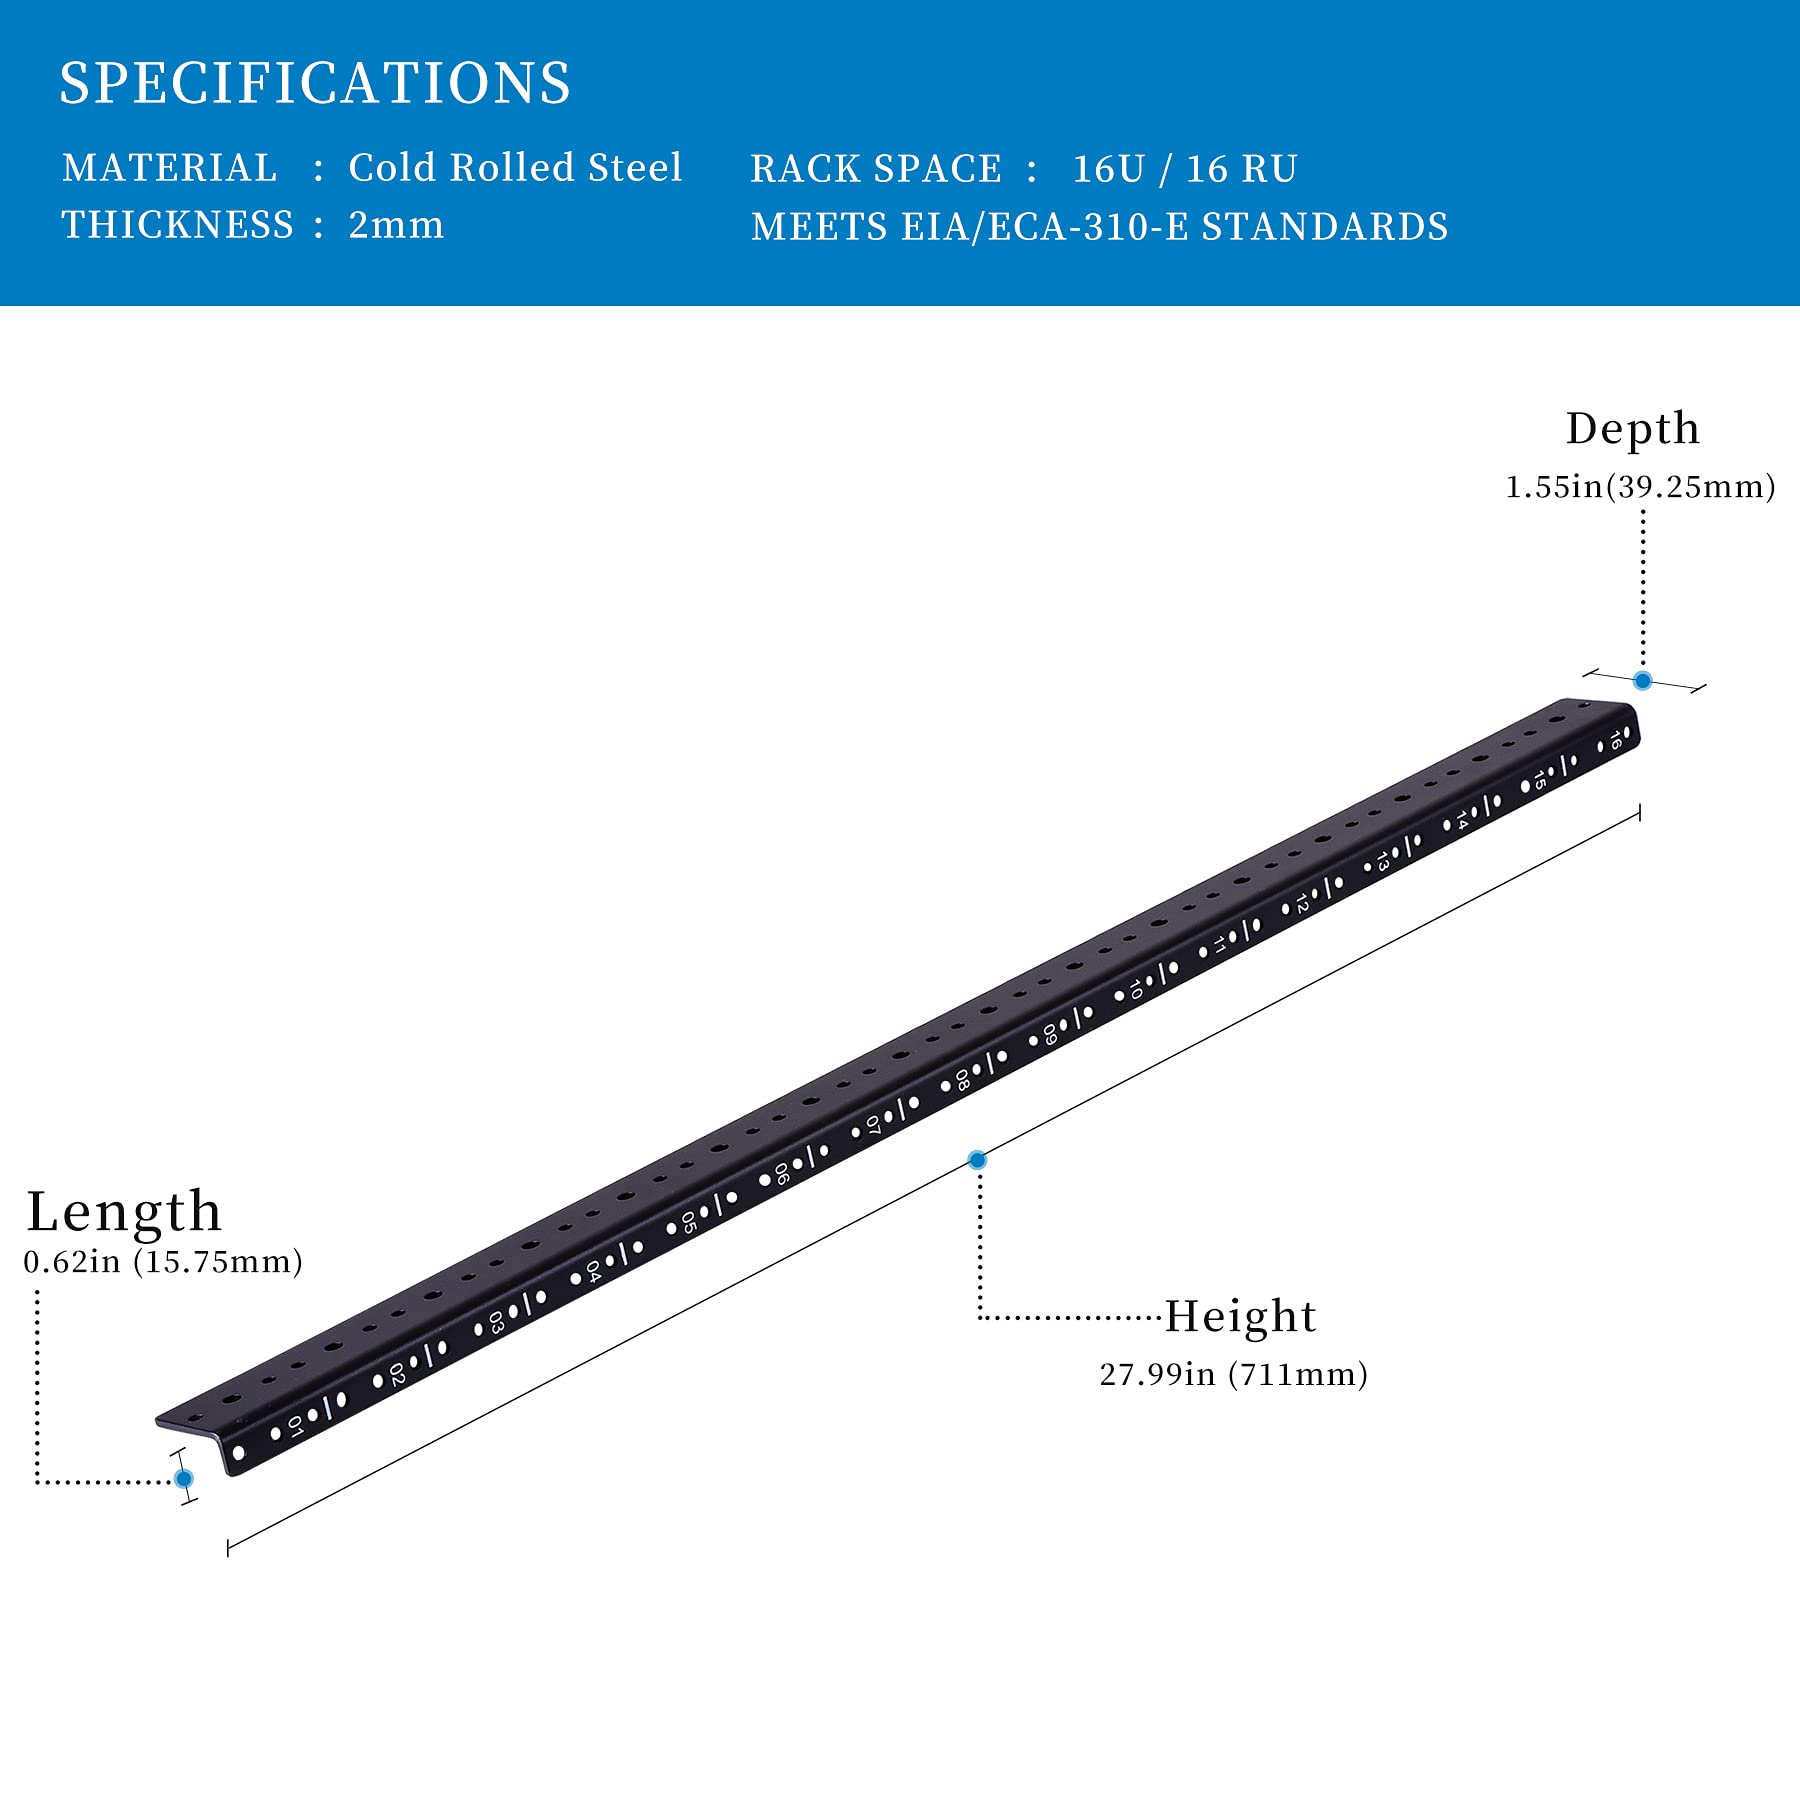 SPECIFICATIONS
MATERIAL : Cold Rolled Steel
THICKNESS : 2mm
RACK SPACE : 16U / 16 RU
MEETS EIA/ECA-310-E STANDARDS
Depth
1.55in(39.25mm)
Length
0.62in (15.75mm)
Height
27.99in (711mm)
01
02
03
04
05
06
07
08
09
10
11
12
13
14
15
16